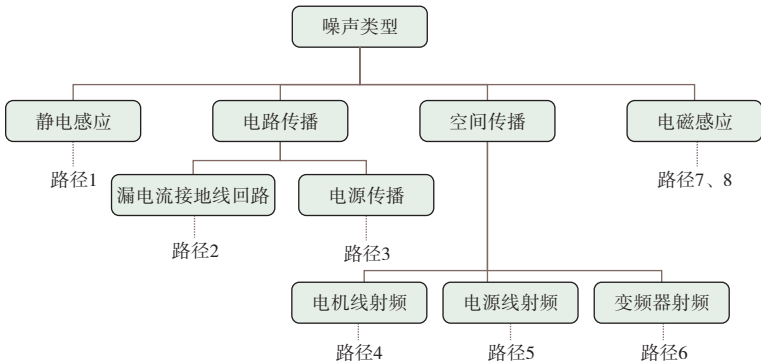 噪声类型
静电感应
电路传播
空间传播
电磁感应
路径1
路径7、8
漏电流接地线回路
电源传播
路径2
路径3
电机线射频
电源线射频
变频器射频
路径4
路径5
路径6